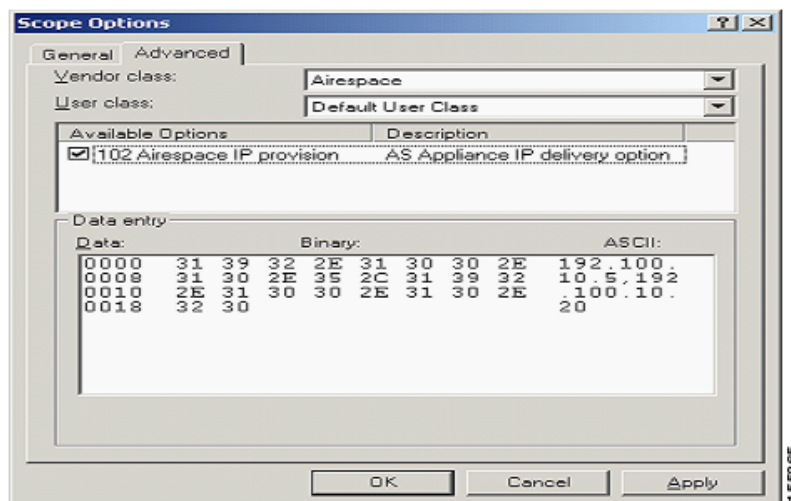 Scope Options
General Advanced
Vendor class: Airespace
User class: Default User Class
Available Options Description
102 Airespace IP provision AS Appliance IP delivery option
Data entry
Data: Binary: ASCII:
0000 31 39 32 2E 31 30 30 2E 192.100.
0008 31 30 2E 35 2C 31 39 32 10.5,192
0010 2E 31 30 30 2E 31 30 2E .100.10.
0018 32 30 20
OK Cancel Apply